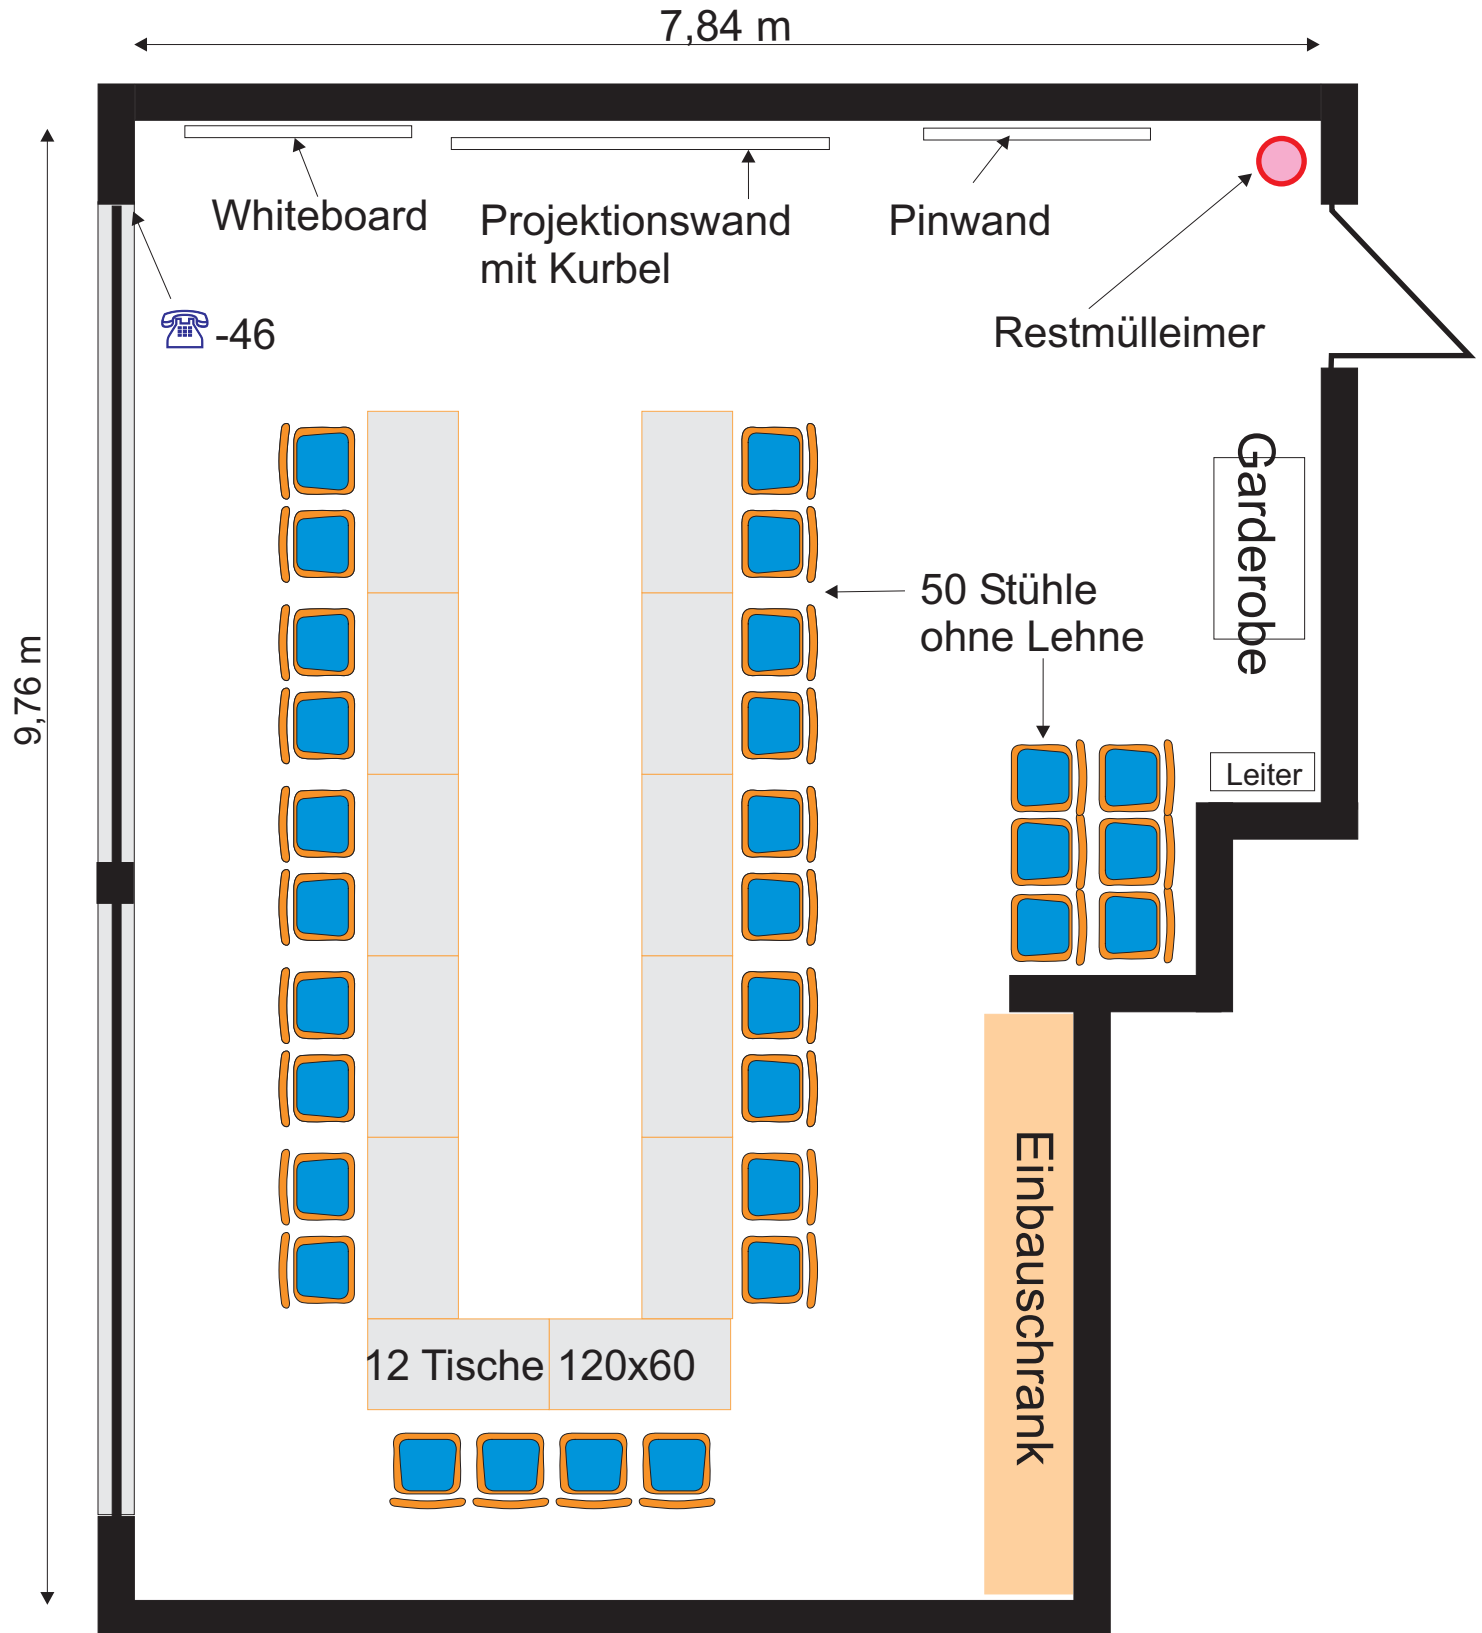 7,84 m
Whiteboard
Projektionswand
mit Kurbel
Pinwand
-46
Restmülleimer
Garderobe
50 Stühle
ohne Lehne
9,76 m
Leiter
Einbauschrank
12 Tische 120x60